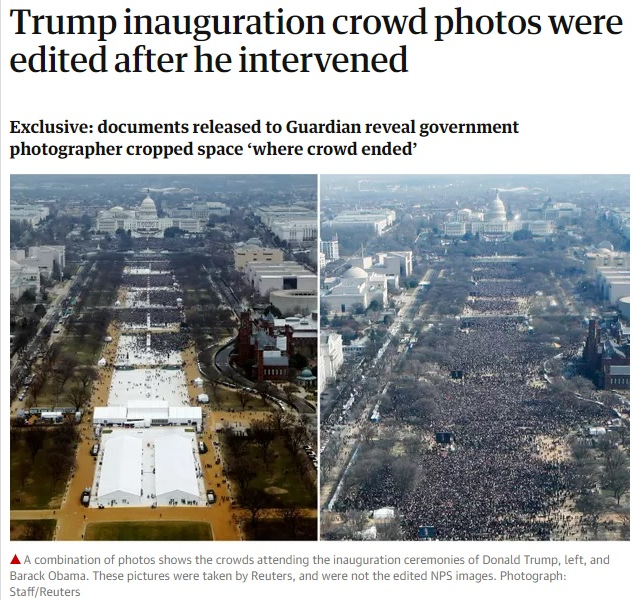 Trump inauguration crowd photos were
edited after he intervened
Exclusive: documents released to Guardian reveal government
photographer cropped space ‘where crowd ended’
A combination of photos shows the crowds attending the inauguration ceremonies of Donald Trump, left, and
Barack Obama. These pictures were taken by Reuters, and were not the edited NPS images. Photograph:
Staff/Reuters